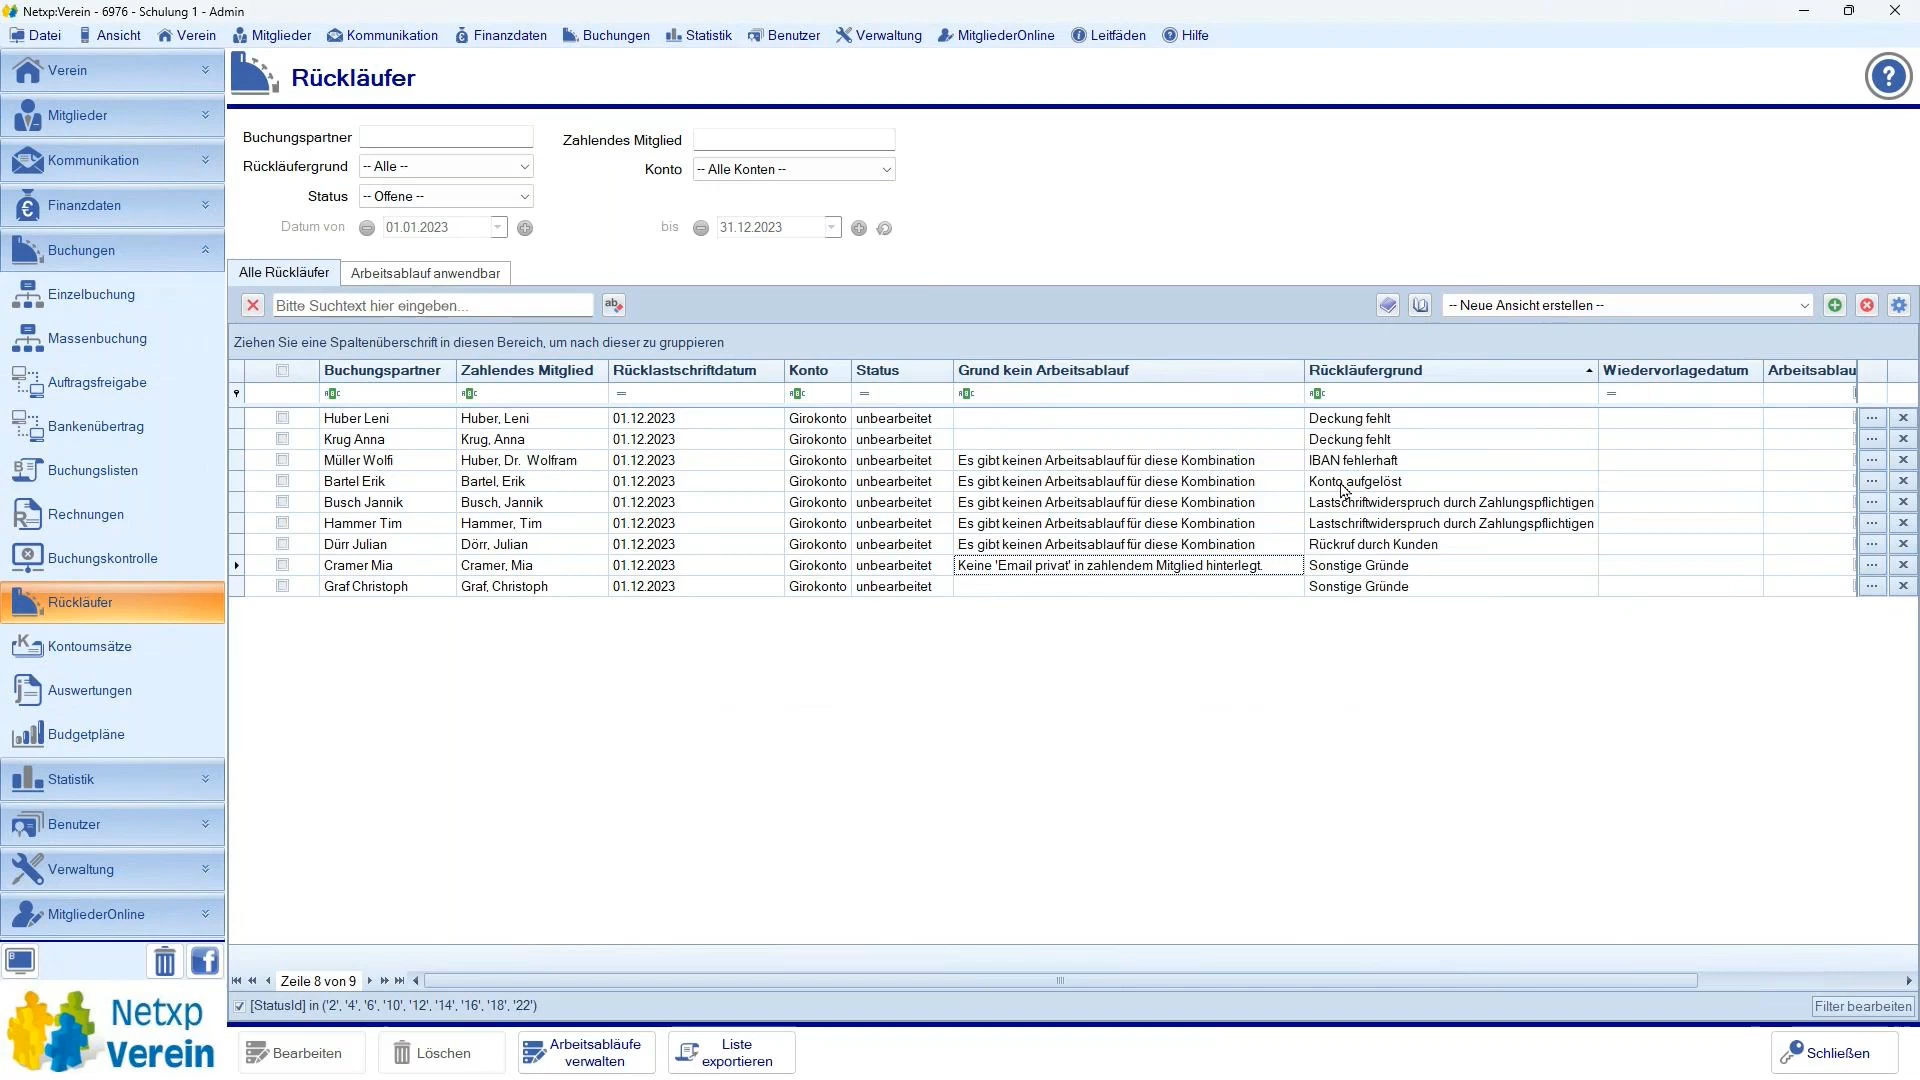 Netxp:Verein - 6976 - Schulung 1 - Admin
Datei Ansicht Verein Mitglieder Kommunikation Finanzdaten Buchungen Statistik Benutzer Verwaltung MitgliederOnline Leitfäden Hilfe
Verein
Mitglieder
Kommunikation
Finanzdaten
Buchungen
Einzelbuchung
Massenbuchung
Auftragsfreigabe
Bankenübertrag
Buchungslisten
Rechnungen
Buchungskontrolle
Rückläufer
Kontoumsätze
Auswertungen
Budgetpläne
Statistik
Benutzer
Verwaltung
MitgliederOnline
Netxp
Verein
Rückläufer
Buchungspartner
Zahlendes Mitglied
Rückläufergrund -- Alle --
Konto -- Alle Konten --
Status -- Offene --
Datum von 01.01.2023 bis 31.12.2023
Alle Rückläufer Arbeitsablauf anwendbar
Bitte Suchtext hier eingeben... -- Neue Ansicht erstellen --
Ziehen Sie eine Spaltenüberschrift in diesen Bereich, um nach dieser zu gruppieren
Buchungspartner Zahlendes Mitglied Rücklastschriftdatum Konto Status Grund kein Arbeitsablauf Rückläufergrund Wiedervorlagedatum Arbeitsablau
Huber Leni Huber, Leni 01.12.2023 Girokonto unbearbeitet Deckung fehlt
Krug Anna Krug, Anna 01.12.2023 Girokonto unbearbeitet Deckung fehlt
Müller Wolfi Huber, Dr. Wolfram 01.12.2023 Girokonto unbearbeitet Es gibt keinen Arbeitsablauf für diese Kombination IBAN fehlerhaft
Bartel Erik Bartel, Erik 01.12.2023 Girokonto unbearbeitet Es gibt keinen Arbeitsablauf für diese Kombination Konto aufgelöst
Busch Jannik Busch, Jannik 01.12.2023 Girokonto unbearbeitet Es gibt keinen Arbeitsablauf für diese Kombination Lastschriftwiderspruch durch Zahlungspflichtigen
Hammer Tim Hammer, Tim 01.12.2023 Girokonto unbearbeitet Es gibt keinen Arbeitsablauf für diese Kombination Lastschriftwiderspruch durch Zahlungspflichtigen
Dürr Julian Dörr, Julian 01.12.2023 Girokonto unbearbeitet Es gibt keinen Arbeitsablauf für diese Kombination Rückruf durch Kunden
Cramer Mia Cramer, Mia 01.12.2023 Girokonto unbearbeitet Keine 'Email privat' in zahlendem Mitglied hinterlegt. Sonstige Gründe
Graf Christoph Graf, Christoph 01.12.2023 Girokonto unbearbeitet Sonstige Gründe
Zeile 8 von 9
[StatusId] in ('2', '4', '6', '10', '12', '14', '16', '18', '22') Filter bearbeiten
Bearbeiten
Löschen
Arbeitsabläufe
verwalten
Liste
exportieren
Schließen